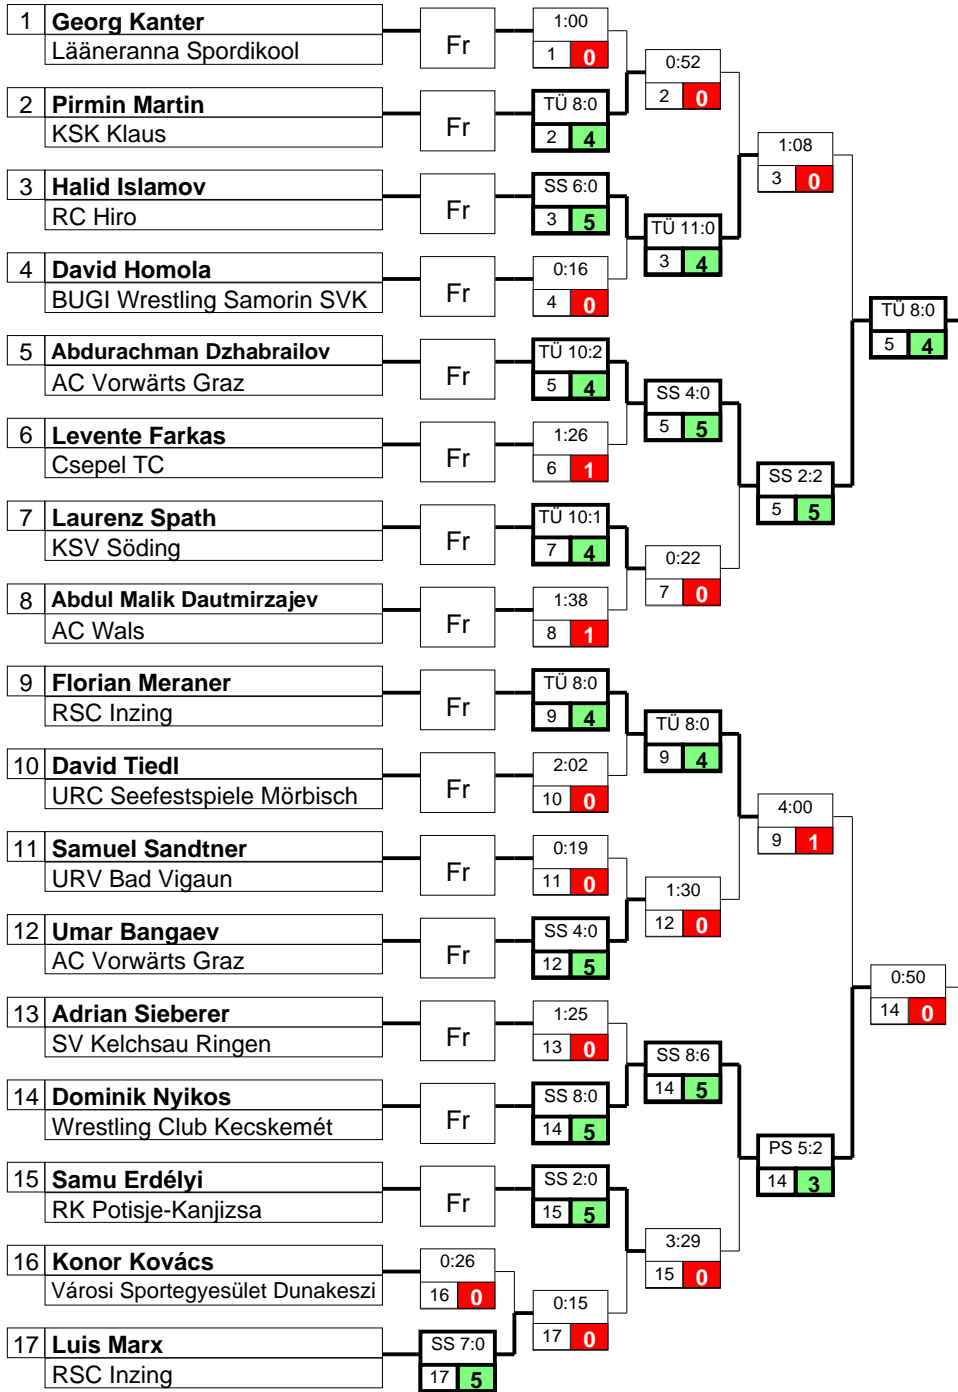 1 Georg Kanter
Lääneranna Spordikool
Fr
1:00
1 0
0:52
2 0
2 Pirmin Martin
KSK Klaus
Fr
TÜ 8:0
2 4
1:08
3 0
3 Halid Islamov
RC Hiro
Fr
SS 6:0
3 5
TÜ 11:0
3 4
4 David Homola
BUGI Wrestling Samorin SVK
Fr
0:16
4 0
TÜ 8:0
5 4
5 Abdurachman Dzhabrailov
AC Vorwärts Graz
Fr
TÜ 10:2
5 4
SS 4:0
5 5
6 Levente Farkas
Csepel TC
Fr
1:26
6 1
SS 2:2
5 5
7 Laurenz Spath
KSV Söding
Fr
TÜ 10:1
7 4
0:22
7 0
8 Abdul Malik Dautmirzajev
AC Wals
Fr
1:38
8 1
9 Florian Meraner
RSC Inzing
Fr
TÜ 8:0
9 4
TÜ 8:0
9 4
10 David Tiedl
URC Seefestspiele Mörbisch
Fr
2:02
10 0
4:00
9 1
11 Samuel Sandtner
URV Bad Vigaun
Fr
0:19
11 0
1:30
12 0
12 Umar Bangaev
AC Vorwärts Graz
Fr
SS 4:0
12 5
0:50
14 0
13 Adrian Sieberer
SV Kelchsau Ringen
Fr
1:25
13 0
SS 8:6
14 5
14 Dominik Nyikos
Wrestling Club Kecskemét
Fr
SS 8:0
14 5
PS 5:2
14 3
15 Samu Erdélyi
RK Potisje-Kanjizsa
Fr
SS 2:0
15 5
3:29
15 0
16 Konor Kovács
Városi Sportegyesület Dunakeszi
0:26
16 0
0:15
17 0
17 Luis Marx
RSC Inzing
SS 7:0
17 5